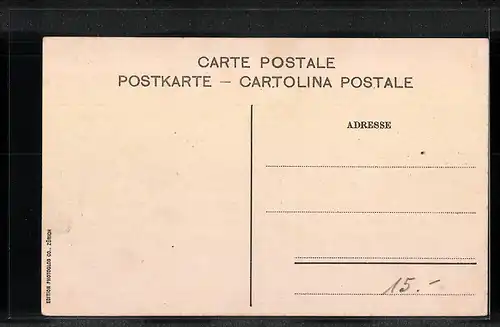 CARTE POSTALE
POSTKARTE – CARTOLINA POSTALE
ADRESSE
15.-
EDITION PHOTOGLOB CO., ZÜRICH